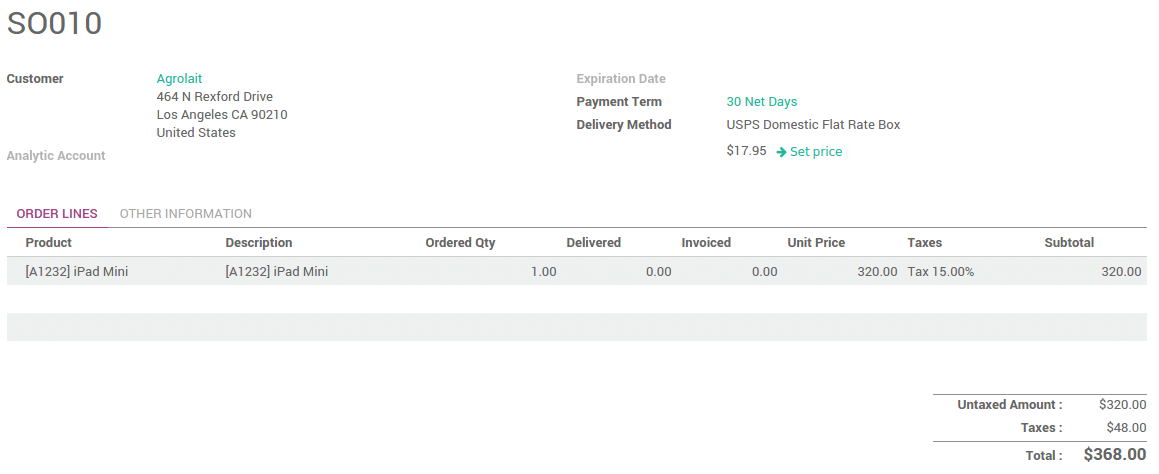 SO010
Customer
Agrolait
464 N Rexford Drive
Los Angeles CA 90210
United States
Analytic Account
Expiration Date
Payment Term 30 Net Days
Delivery Method USPS Domestic Flat Rate Box
$17.95 Set price
ORDER LINES OTHER INFORMATION
Product Description Ordered Qty Delivered Invoiced Unit Price Taxes Subtotal
[A1232] iPad Mini [A1232] iPad Mini 1.00 0.00 0.00 320.00 Tax 15.00% 320.00
Untaxed Amount : $320.00
Taxes : $48.00
Total : $368.00